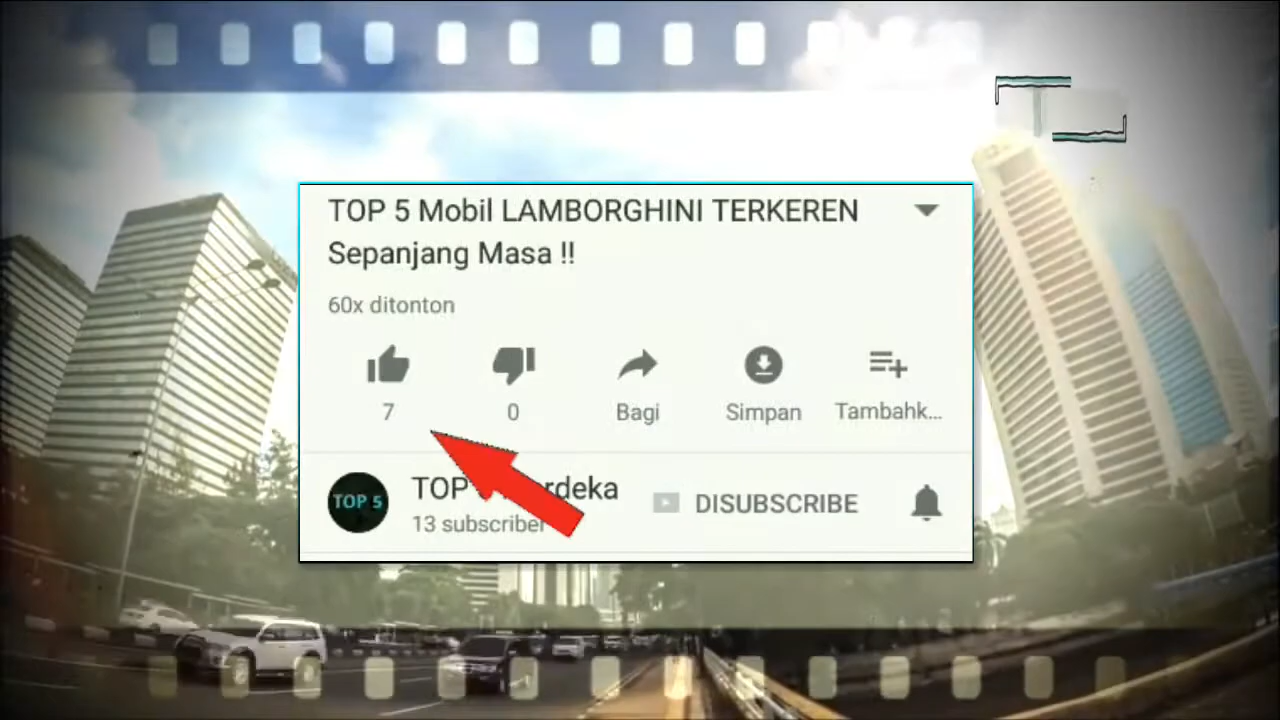 TOP 5 Mobil LAMBORGHINI TERKEREN
Sepanjang Masa !!
60x ditonton
7
0
Bagi
Simpan
Tambahk...
TOP 5
TOP
13 subscriber
DISUBSCRIBE